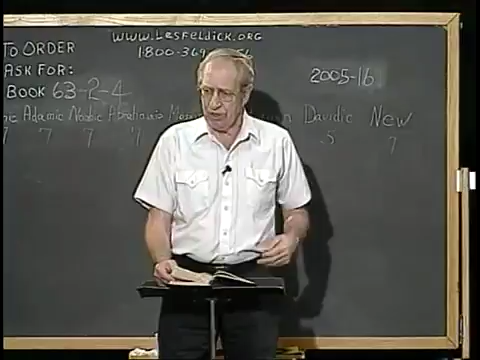 TO ORDER
ASK FOR:
BOOK 63-2-4
www.LesFeldick.org
1-800-369-
2005-16
Adamic Noahic Abrahamic Davidic New
7 7 7 7 5 7